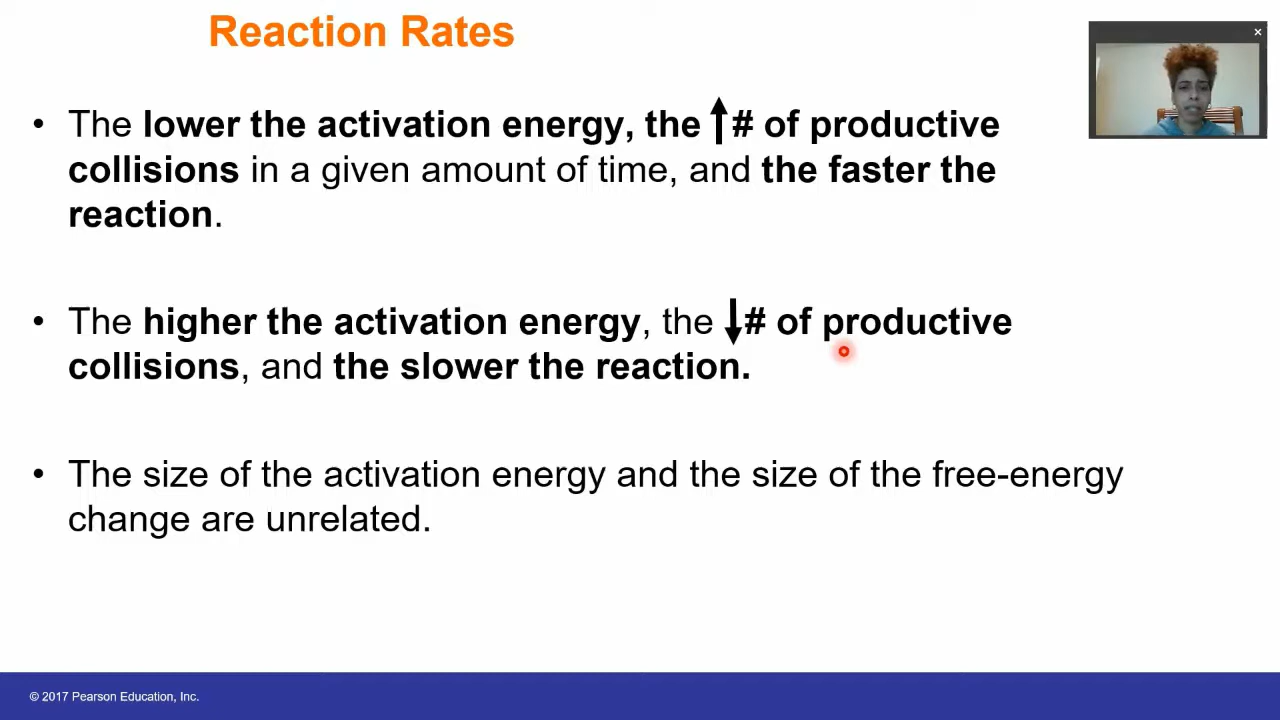 Reaction Rates
• The lower the activation energy, the ↑# of productive
collisions in a given amount of time, and the faster the
reaction.
• The higher the activation energy, the ↓# of productive
collisions, and the slower the reaction.
• The size of the activation energy and the size of the free-energy
change are unrelated.
© 2017 Pearson Education, Inc.